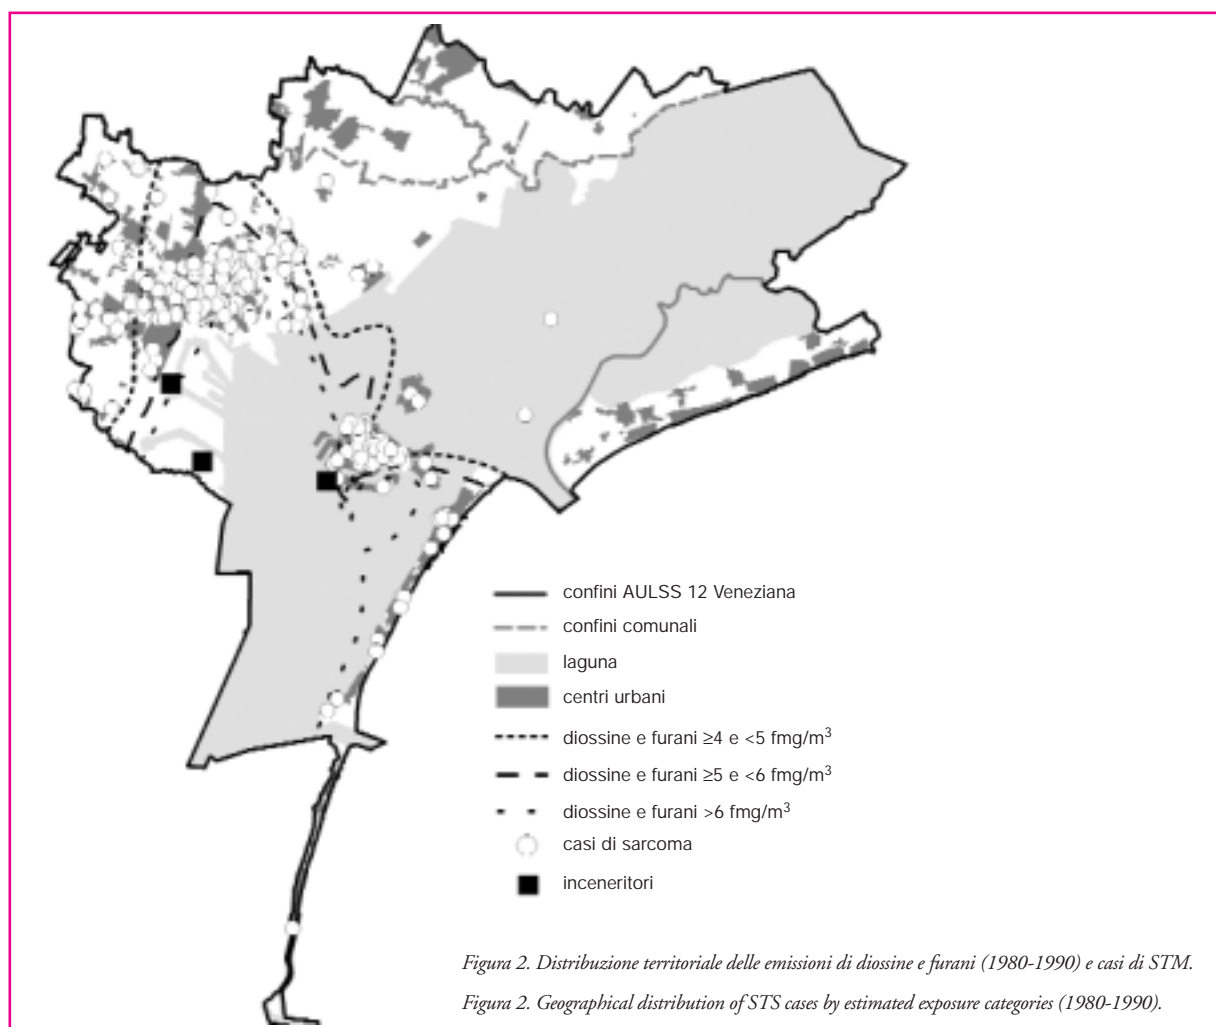 confini AULSS 12 Veneziana
confini comunali
laguna
centri urbani
diossine e furani ≥4 e <5 fmg/m³
diossine e furani ≥5 e <6 fmg/m³
diossine e furani >6 fmg/m³
casi di sarcoma
inceneritori
Figura 2. Distribuzione territoriale delle emissioni di diossine e furani (1980-1990) e casi di STM.
Figura 2. Geographical distribution of STS cases by estimated exposure categories (1980-1990).